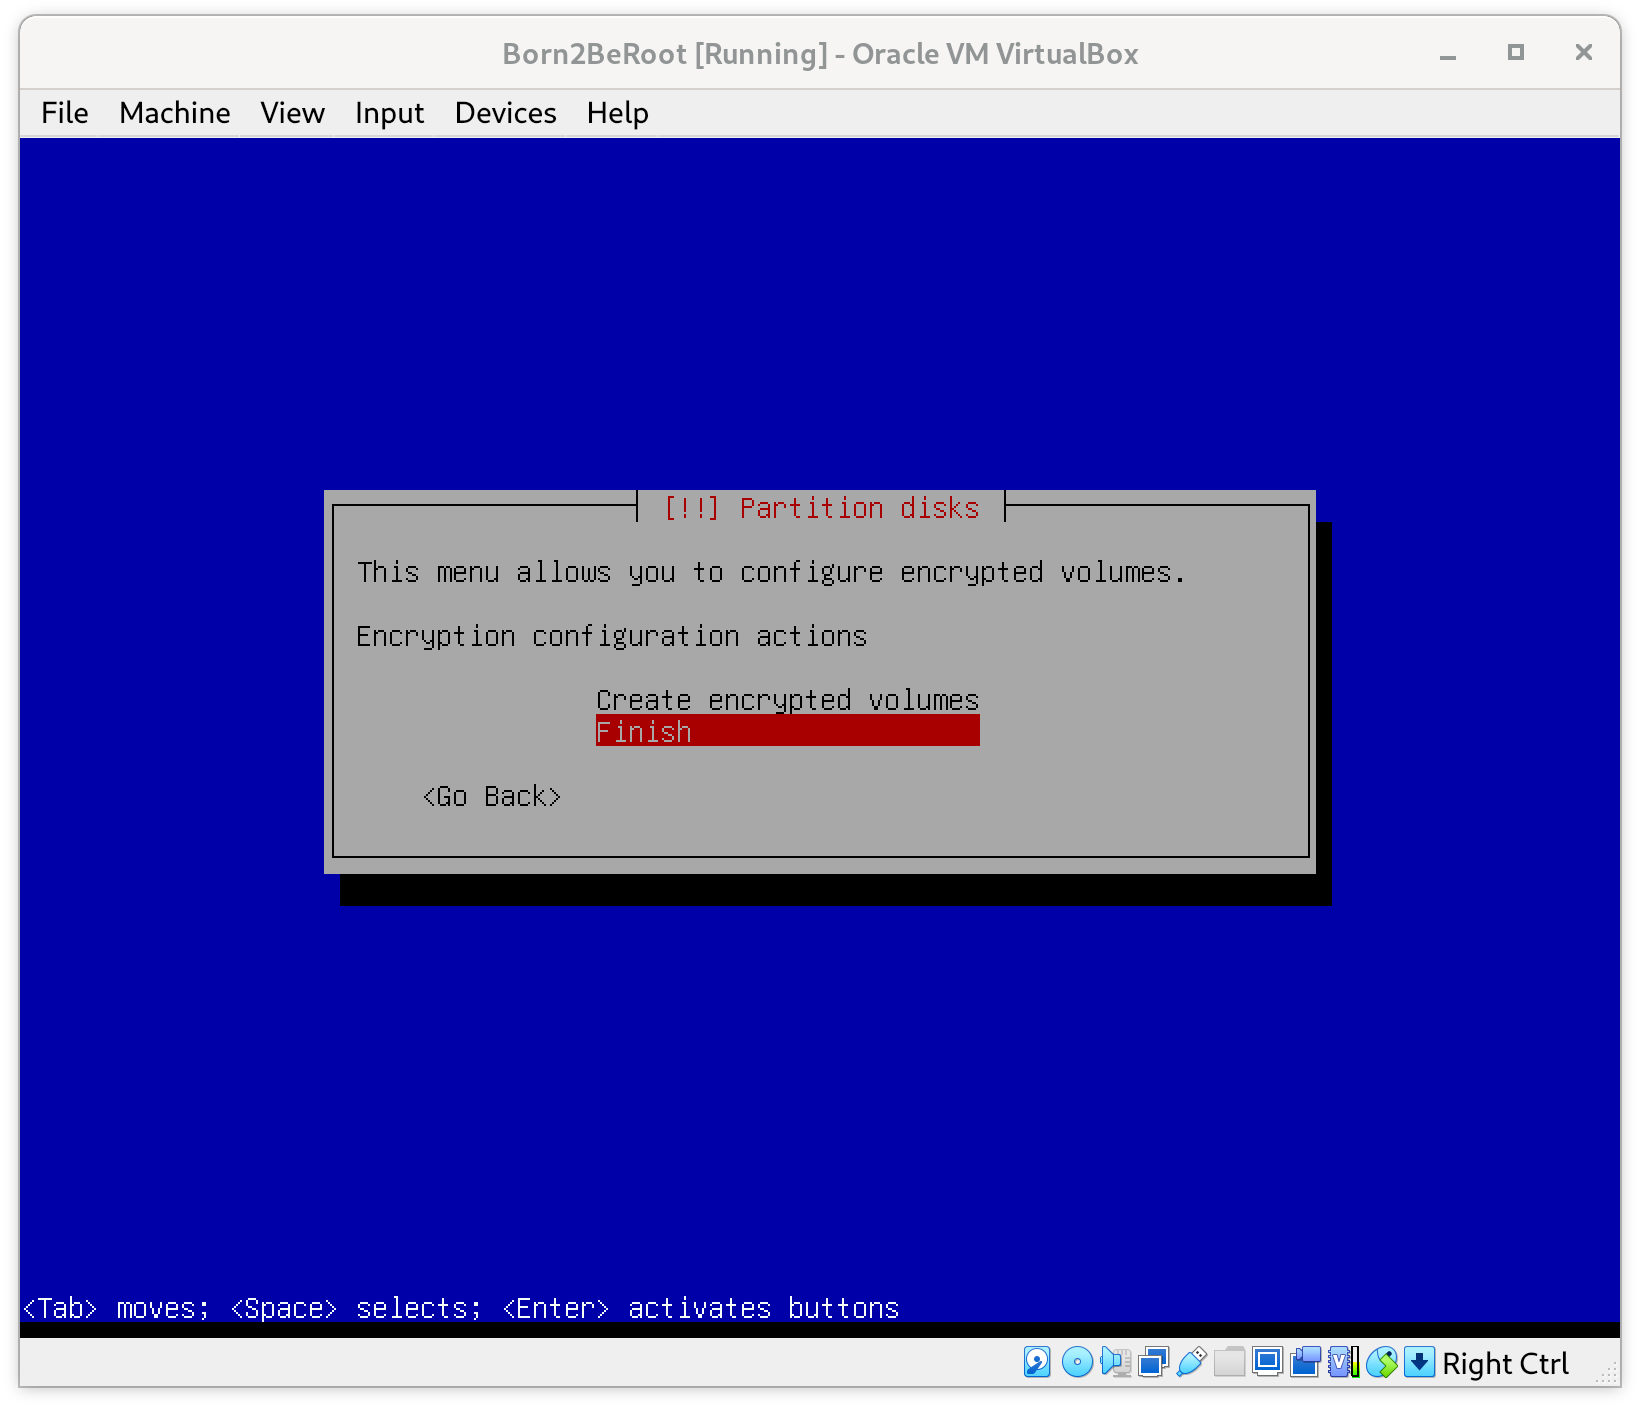 Born2BeRoot [Running] - Oracle VM VirtualBox
File Machine View Input Devices Help
[!!] Partition disks
This menu allows you to configure encrypted volumes.
Encryption configuration actions
Create encrypted volumes
Finish
<Go Back>
<Tab> moves; <Space> selects; <Enter> activates buttons
Right Ctrl